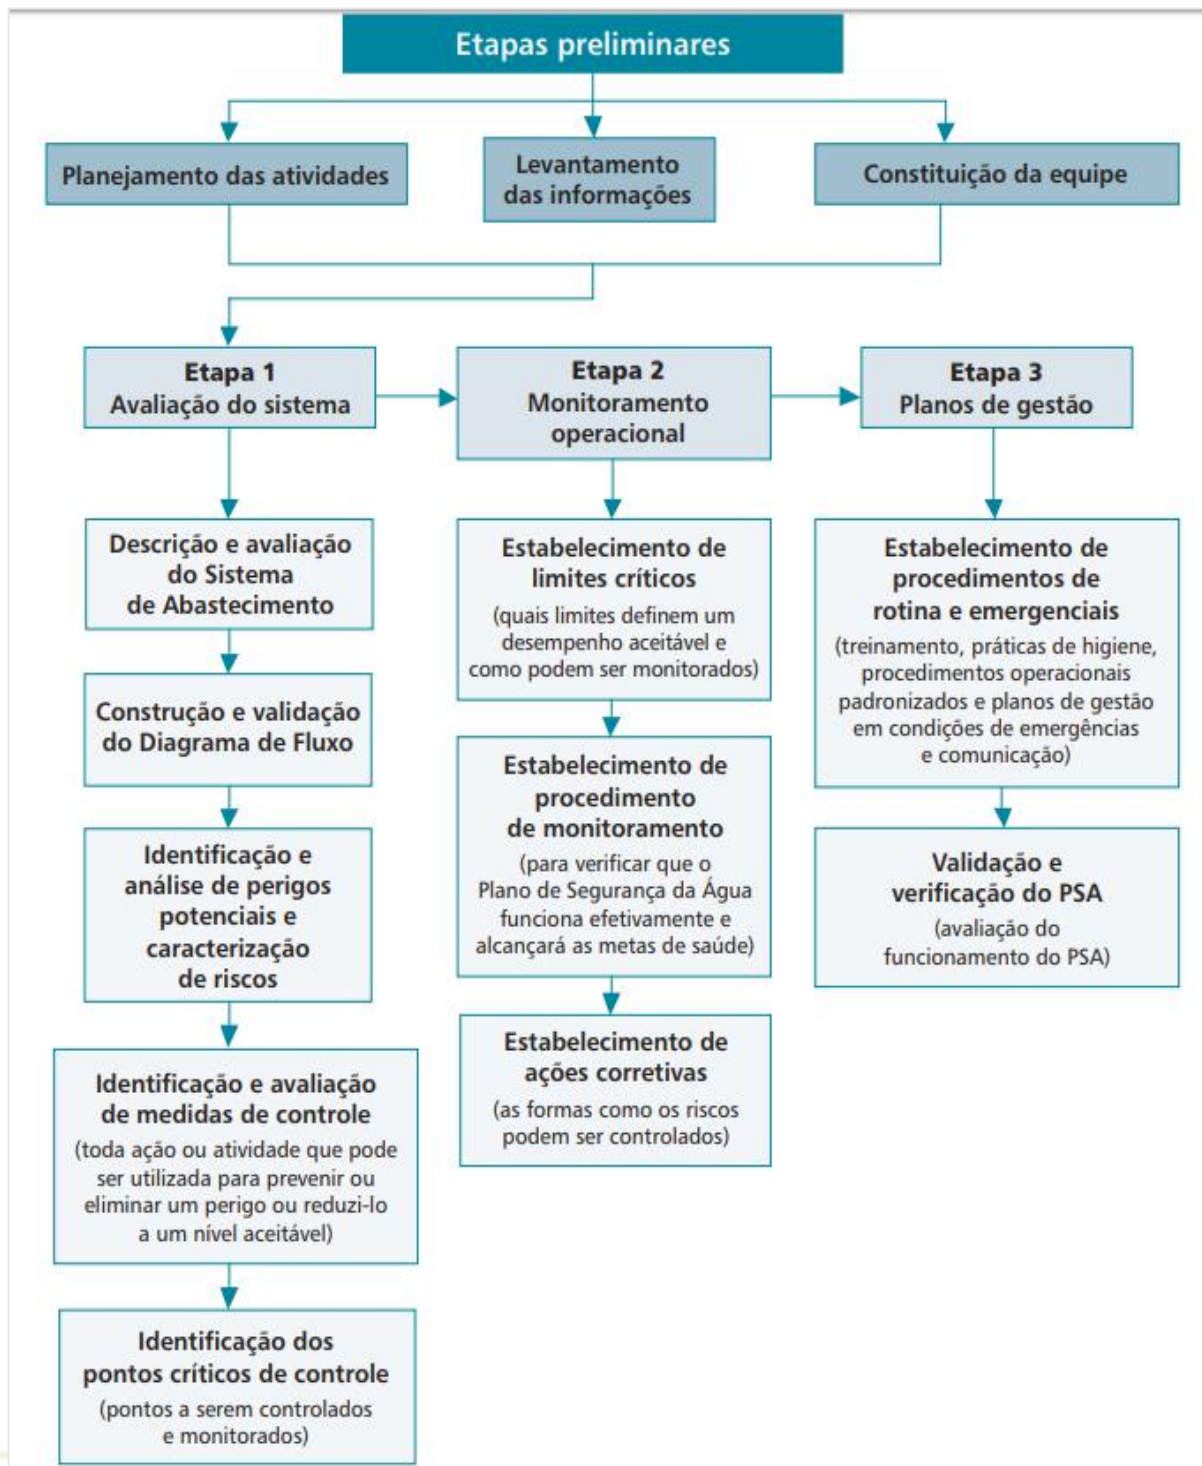 Etapas preliminares
Planejamento das atividades
Levantamento
das informações
Constituição da equipe
Etapa 1
Avaliação do sistema
Etapa 2
Monitoramento
operacional
Etapa 3
Planos de gestão
Descrição e avaliação
do Sistema
de Abastecimento
Construção e validação
do Diagrama de Fluxo
Identificação e
análise de perigos
potenciais e
caracterização
de riscos
Identificação e avaliação
de medidas de controle
(toda ação ou atividade que pode
ser utilizada para prevenir ou
eliminar um perigo ou reduzi-lo
a um nível aceitável)
Identificação dos
pontos críticos de controle
(pontos a serem controlados
e monitorados)
Estabelecimento de
limites críticos
(quais limites definem um
desempenho aceitável e
como podem ser monitorados)
Estabelecimento de
procedimento
de monitoramento
(para verificar que o
Plano de Segurança da Água
funciona efetivamente e
alcançará as metas de saúde)
Estabelecimento de
ações corretivas
(as formas como os riscos
podem ser controlados)
Estabelecimento de
procedimentos de
rotina e emergenciais
(treinamento, práticas de higiene,
procedimentos operacionais
padronizados e planos de gestão
em condições de emergências
e comunicação)
Validação e
verificação do PSA
(avaliação do
funcionamento do PSA)